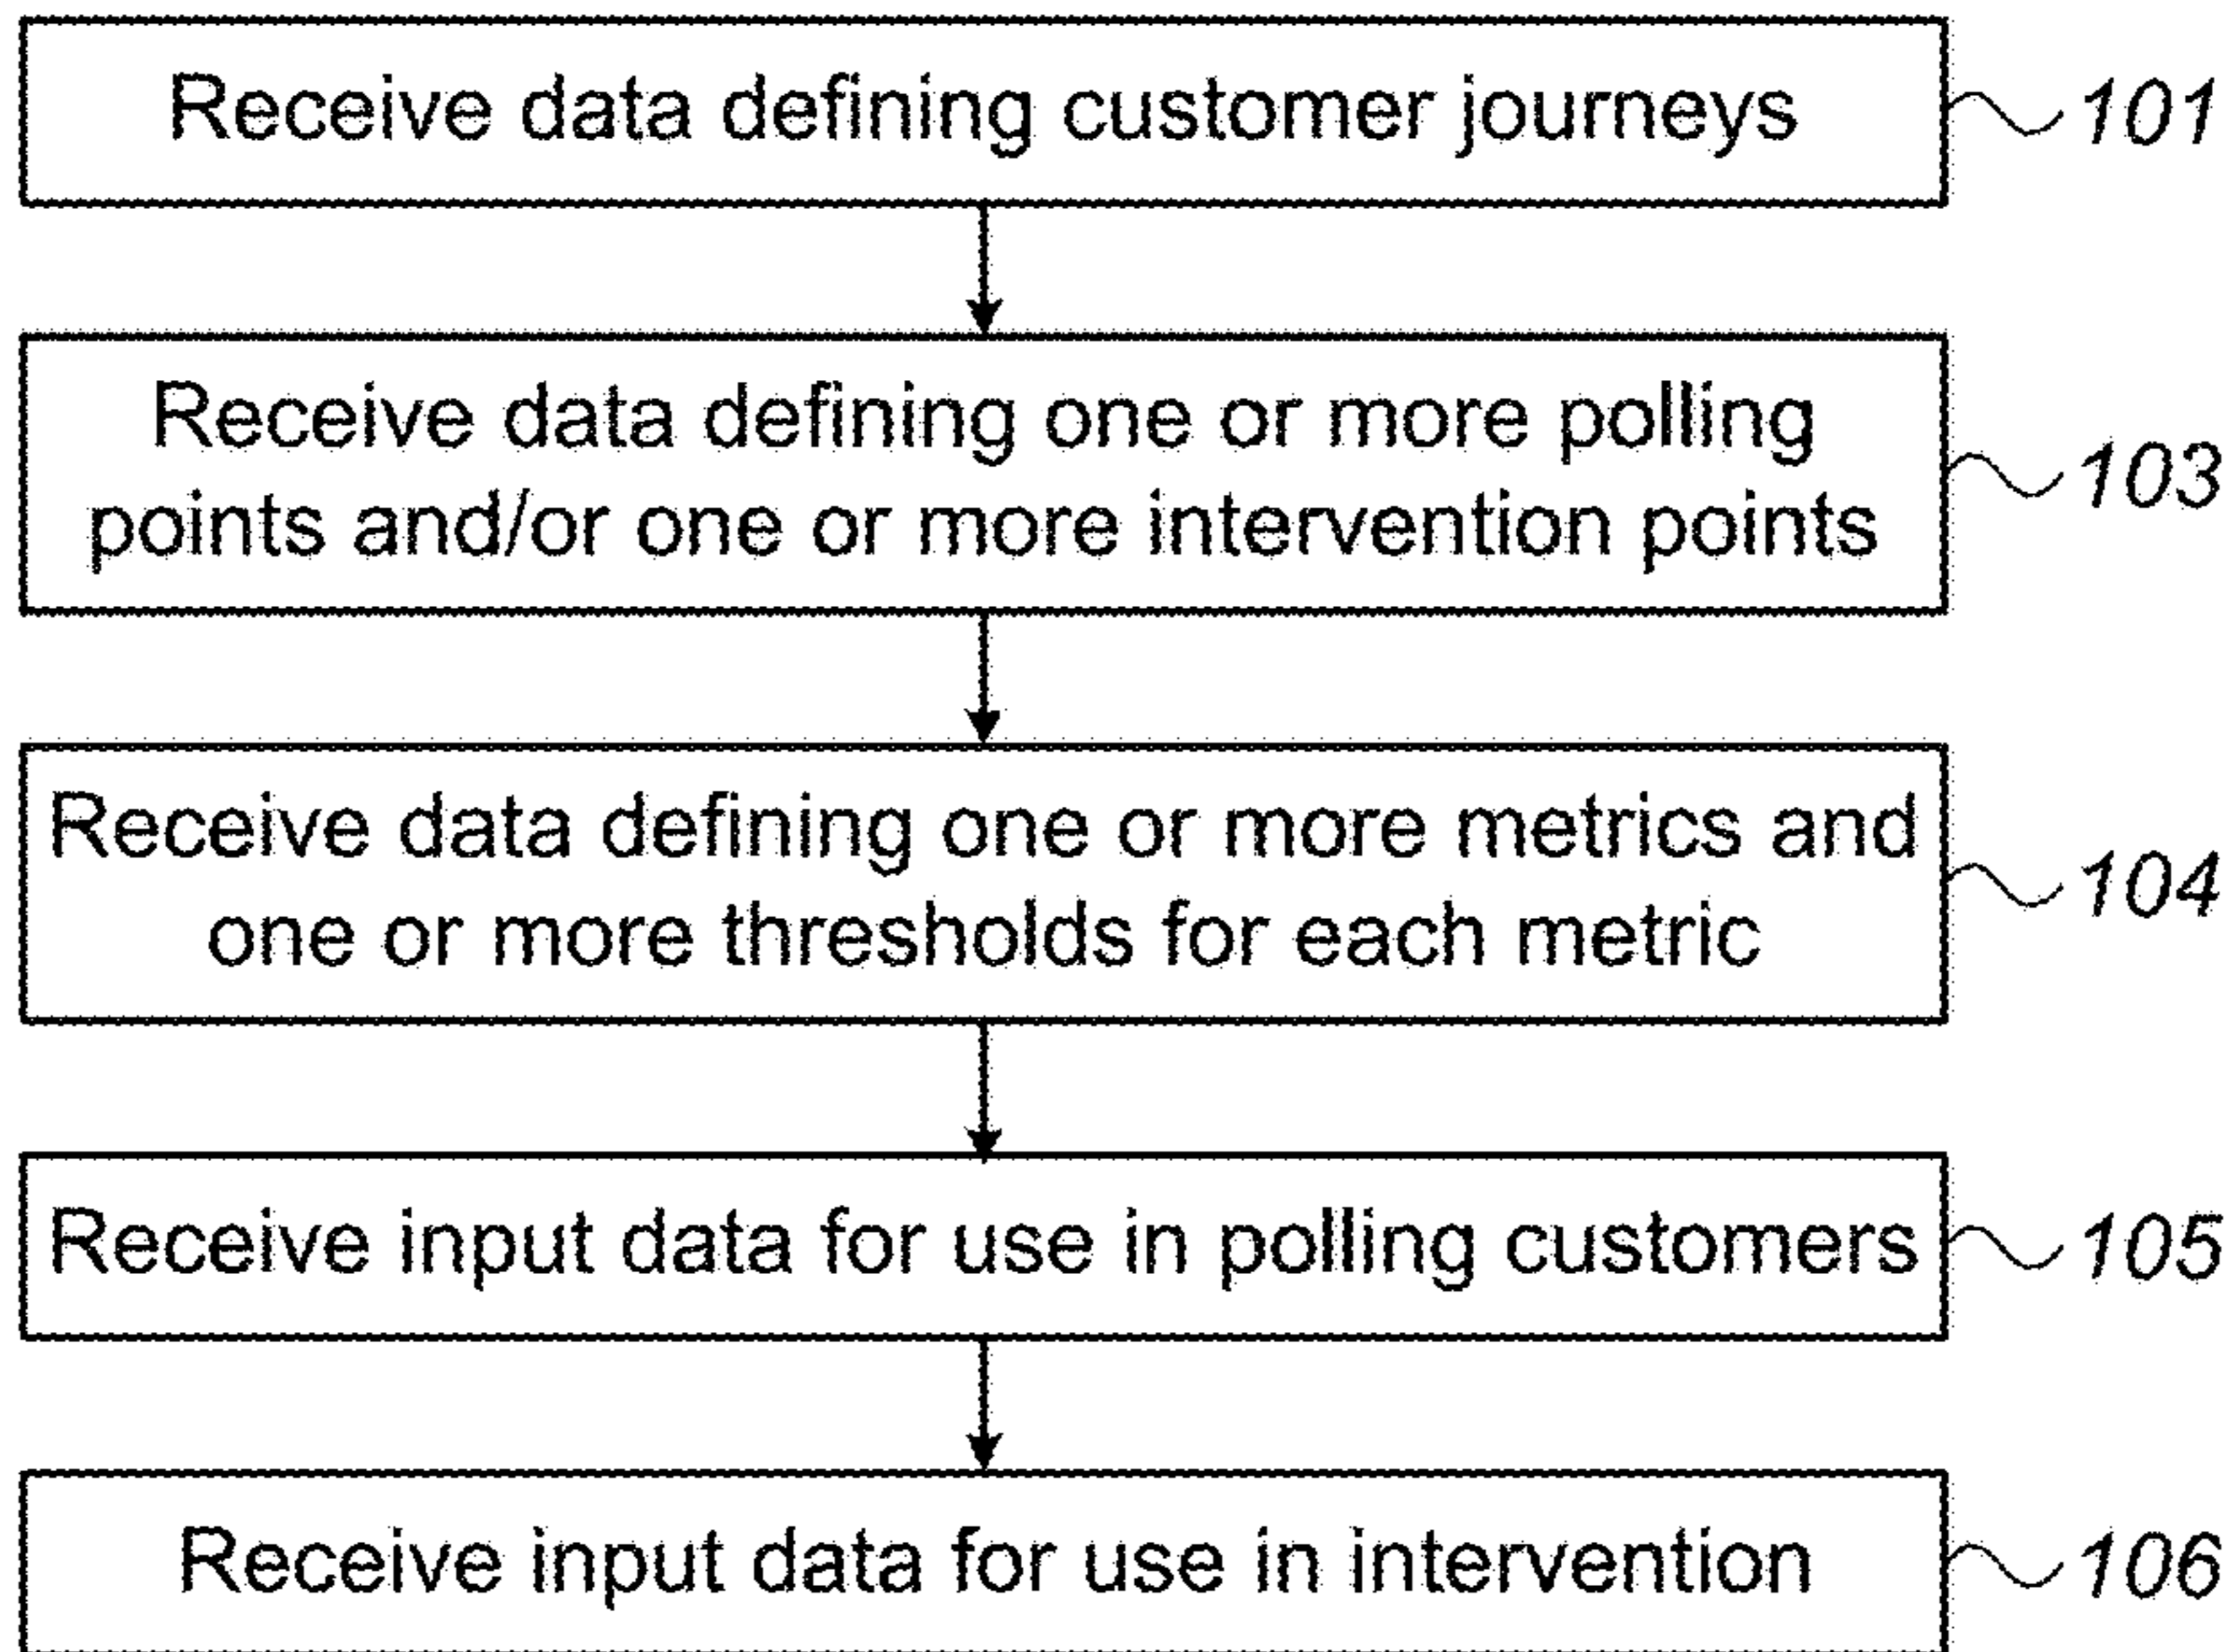 Receive data defining customer journeys
101
Receive data defining one or more polling
points and/or one or more intervention points
103
Receive data defining one or more metrics and
one or more thresholds for each metric
104
Receive input data for use in polling customers
105
Receive input data for use in intervention
106